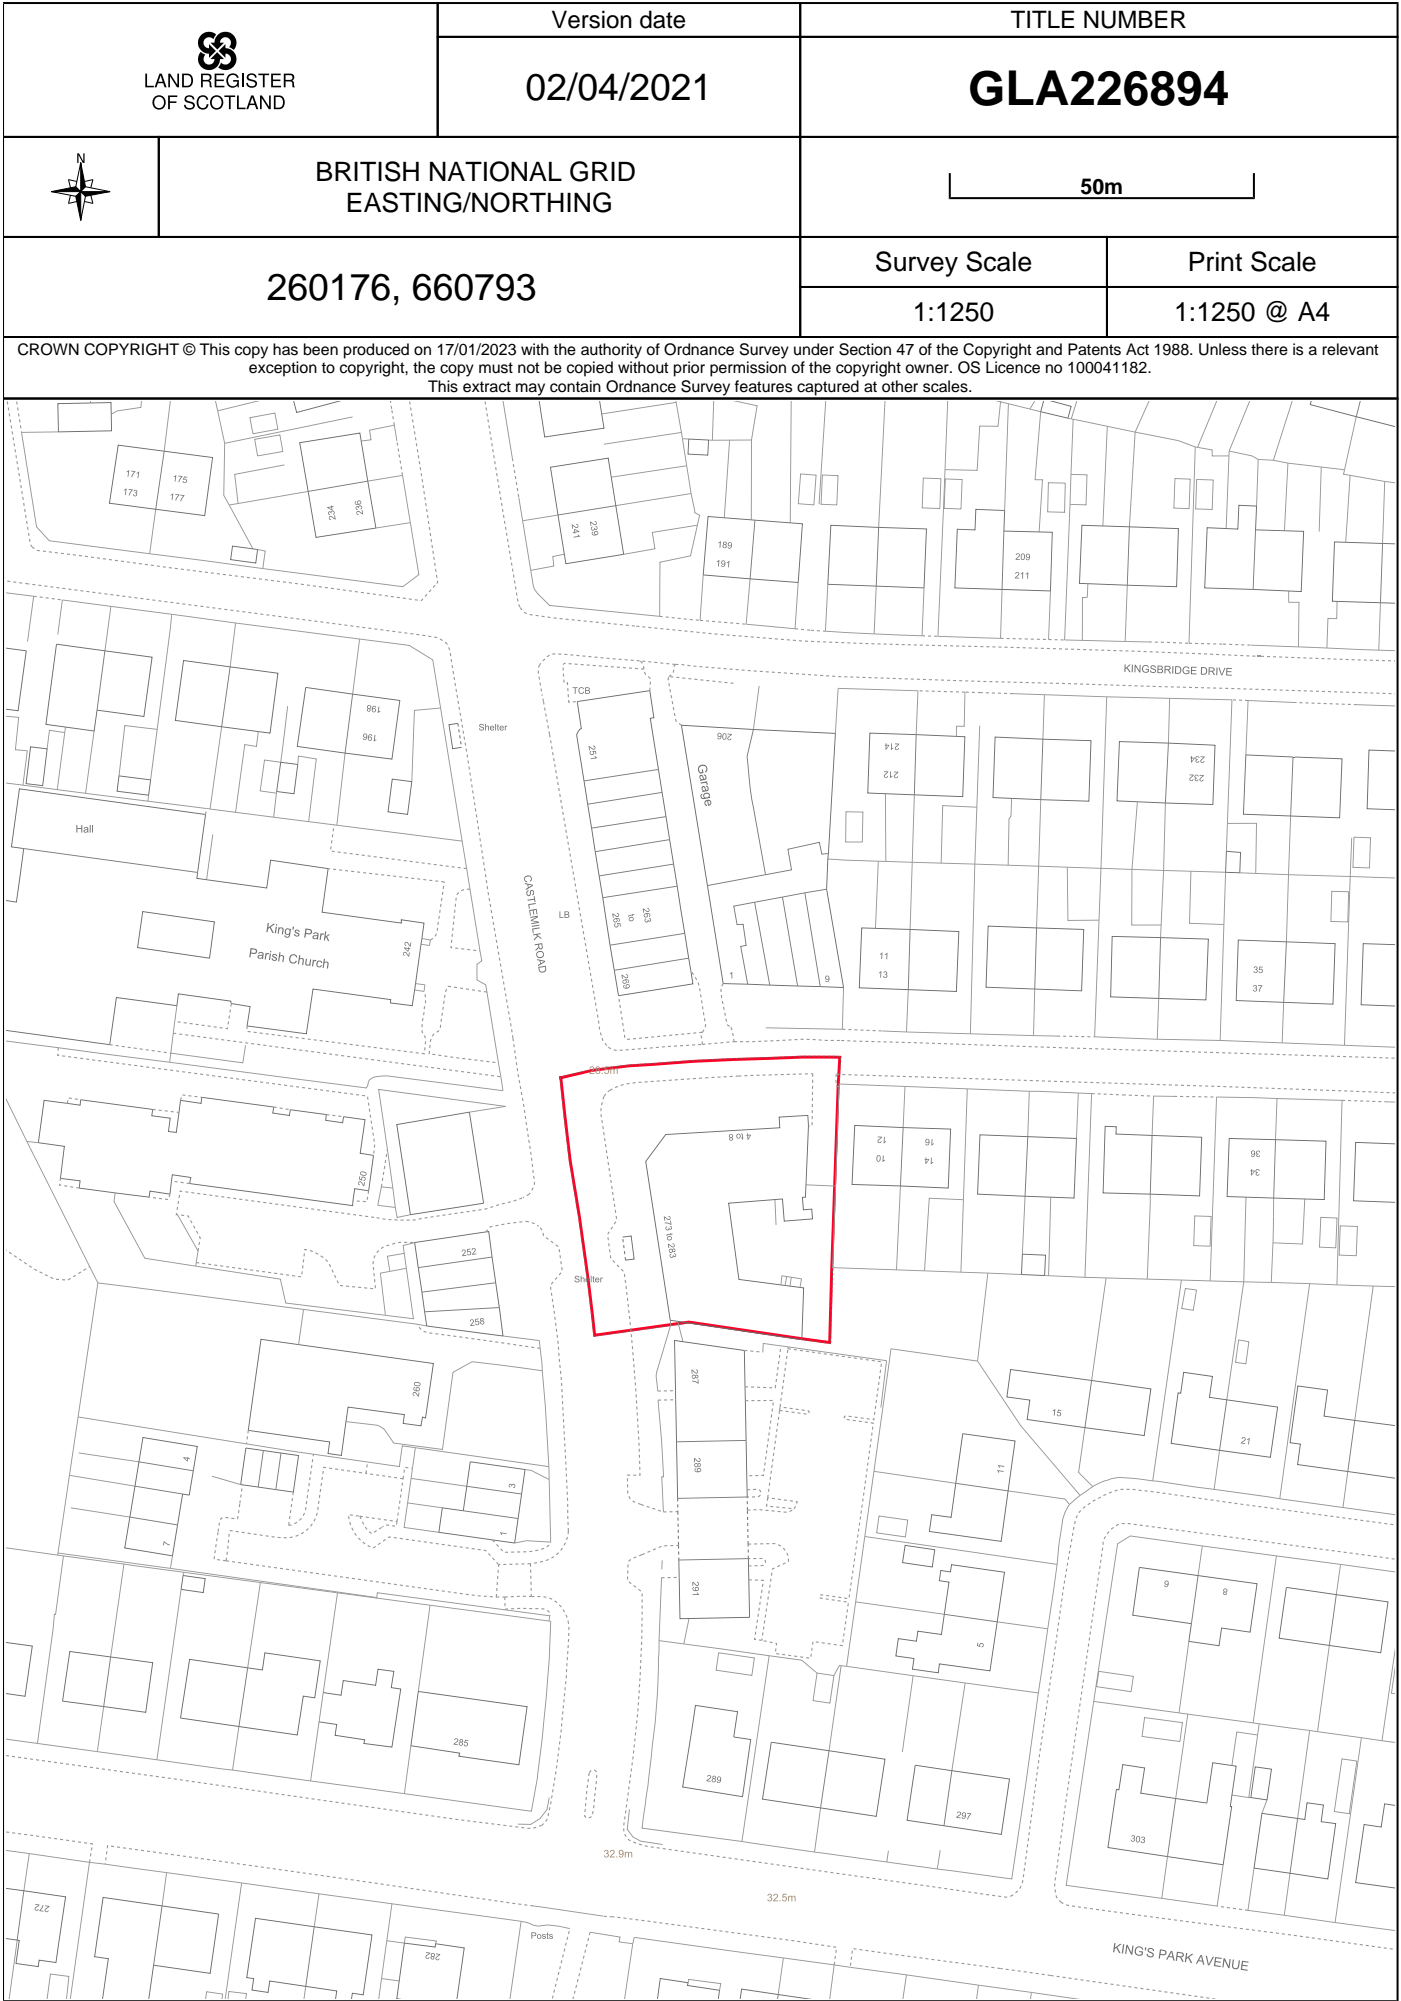 LAND REGISTER
OF SCOTLAND
Version date
02/04/2021
TITLE NUMBER
GLA226894
N
BRITISH NATIONAL GRID
EASTING/NORTHING
50m
260176, 660793
Survey Scale
Print Scale
1:1250
1:1250 @ A4
CROWN COPYRIGHT © This copy has been produced on 17/01/2023 with the authority of Ordnance Survey under Section 47 of the Copyright and Patents Act 1988. Unless there is a relevant
exception to copyright, the copy must not be copied without prior permission of the copyright owner. OS Licence no 100041182.
This extract may contain Ordnance Survey features captured at other scales.
171
173
175
177
234
236
241
239
189
191
209
211
KINGSBRIDGE DRIVE
198
196
Shelter
TCB
251
206
Garage
214
212
234
232
Hall
King's Park
Parish Church
242
CASTLEMILK ROAD
LB
265
to
263
269
1
9
11
13
35
37
4 to 8
12
10
16
14
36
34
250
273 to 283
252
Shelter
258
260
287
289
291
15
21
11
4
7
3
1
5
9
8
285
289
297
303
32.9m
32.5m
272
282
Posts
KING'S PARK AVENUE